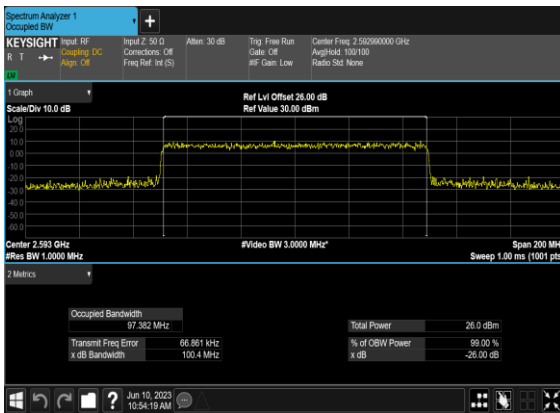 Spectrum Analyzer 1
Occupied BW
KEYSIGHT
R T
LV
Input: RF
Coupling: DC
Align: Off
Input Z: 50 Ω
Corrections: Off
Freq Ref: Int (S)
Atten: 30 dB
Trig: Free Run
Gate: Off
#IF Gain: Low
Center Freq: 2.592990000 GHz
Avg|Hold: 100/100
Radio Std: None
1 Graph
Scale/Div 10.0 dB
Ref Lvl Offset 26.00 dB
Ref Value 30.00 dBm
Log
20.0
10.0
0.00
-10.0
-20.0
-30.0
-40.0
-50.0
-60.0
Center 2.593 GHz
#Res BW 1.0000 MHz
#Video BW 3.0000 MHz*
Span 200 MH
Sweep 1.00 ms (1001 pts
2 Metrics
Occupied Bandwidth
97.382 MHz
Transmit Freq Error 66.861 kHz
x dB Bandwidth 100.4 MHz
Total Power 26.0 dBm
% of OBW Power 99.00 %
x dB -26.00 dB
Jun 10, 2023
10:54:19 AM